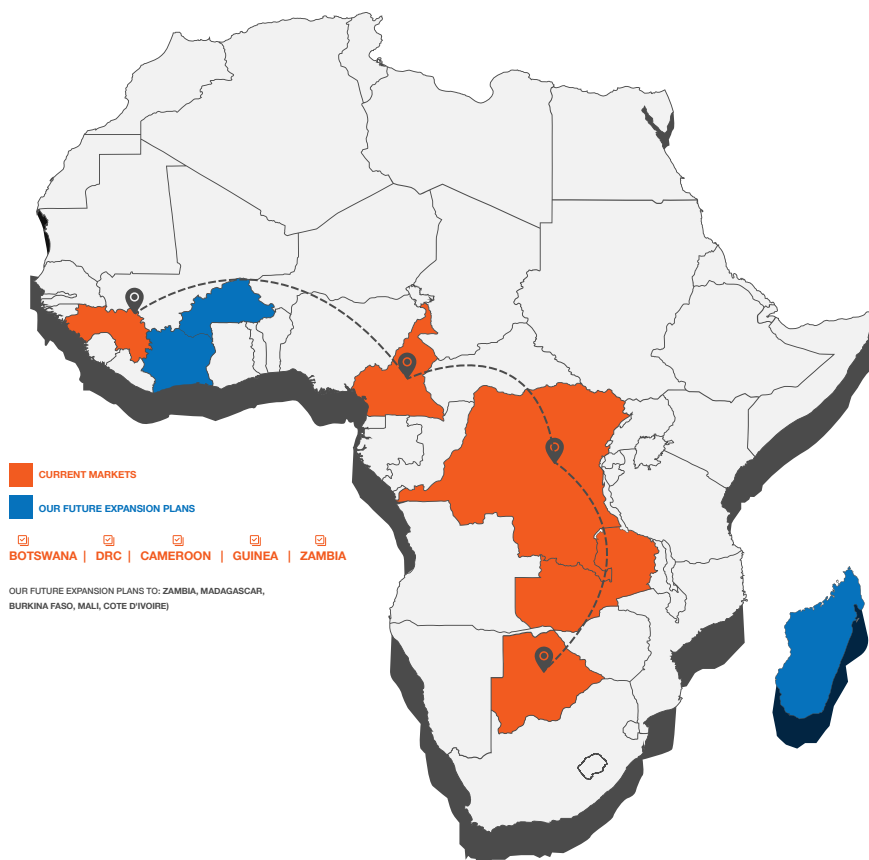 CURRENT MARKETS
OUR FUTURE EXPANSION PLANS
BOTSWANA | DRC | CAMEROON | GUINEA | ZAMBIA
OUR FUTURE EXPANSION PLANS TO: ZAMBIA, MADAGASCAR,
BURKINA FASO, MALI, COTE D'IVOIRE)